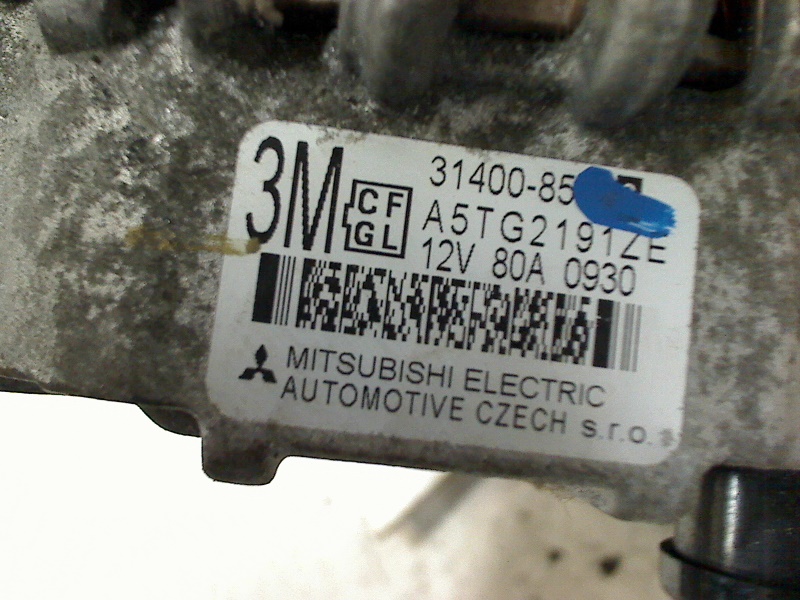 3M
CF
GL
31400-85
A5TG2191ZE
12V 80A 0930
MITSUBISHI ELECTRIC
AUTOMOTIVE CZECH s.r.o.